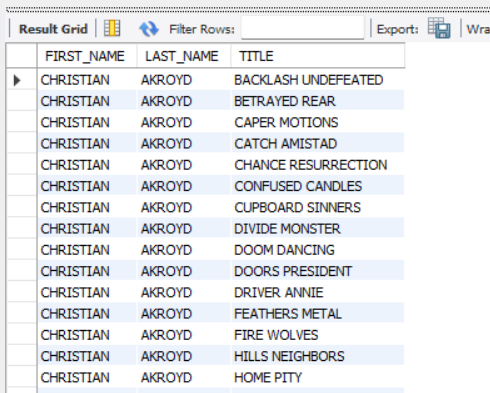 Result Grid Filter Rows: Export: Wra
FIRST_NAME LAST_NAME TITLE
CHRISTIAN AKROYD BACKLASH UNDEFEATED
CHRISTIAN AKROYD BETRAYED REAR
CHRISTIAN AKROYD CAPER MOTIONS
CHRISTIAN AKROYD CATCH AMISTAD
CHRISTIAN AKROYD CHANCE RESURRECTION
CHRISTIAN AKROYD CONFUSED CANDLES
CHRISTIAN AKROYD CUPBOARD SINNERS
CHRISTIAN AKROYD DIVIDE MONSTER
CHRISTIAN AKROYD DOOM DANCING
CHRISTIAN AKROYD DOORS PRESIDENT
CHRISTIAN AKROYD DRIVER ANNIE
CHRISTIAN AKROYD FEATHERS METAL
CHRISTIAN AKROYD FIRE WOLVES
CHRISTIAN AKROYD HILLS NEIGHBORS
CHRISTIAN AKROYD HOME PITY